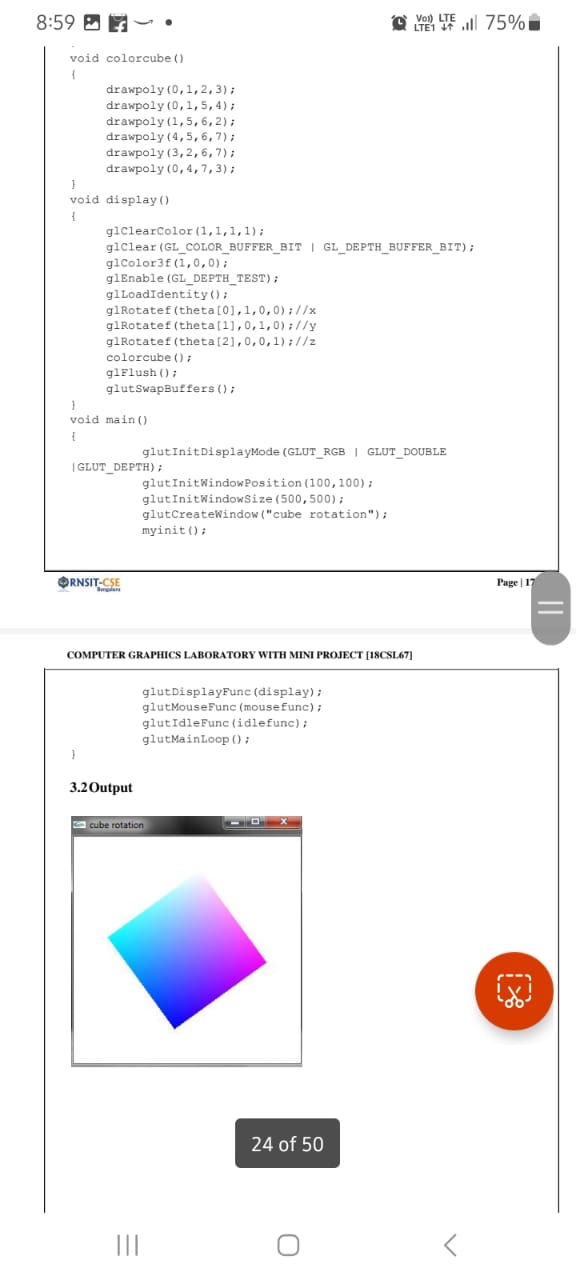 8:59
Vo)) LTE
LTE1
75%
void colorcube()
{
drawpoly(0,1,2,3);
drawpoly(0,1,5,4);
drawpoly(1,5,6,2);
drawpoly(4,5,6,7);
drawpoly(3,2,6,7);
drawpoly(0,4,7,3);
}
void display()
{
glClearColor(1,1,1,1);
glClear(GL_COLOR_BUFFER_BIT | GL_DEPTH_BUFFER_BIT);
glColor3f(1,0,0);
glEnable(GL_DEPTH_TEST);
glLoadIdentity();
glRotatef(theta[0],1,0,0);//x
glRotatef(theta[1],0,1,0);//y
glRotatef(theta[2],0,0,1);//z
colorcube();
glFlush();
glutSwapBuffers();
}
void main()
{
glutInitDisplayMode(GLUT_RGB | GLUT_DOUBLE
|GLUT_DEPTH);
glutInitWindowPosition(100,100);
glutInitWindowSize(500,500);
glutCreateWindow("cube rotation");
myinit();
RNSIT-CSE
Bengaluru
Page | 17
COMPUTER GRAPHICS LABORATORY WITH MINI PROJECT [18CSL67]
glutDisplayFunc(display);
glutMouseFunc(mousefunc);
glutIdleFunc(idlefunc);
glutMainLoop();
}
3.2Output
cube rotation
24 of 50